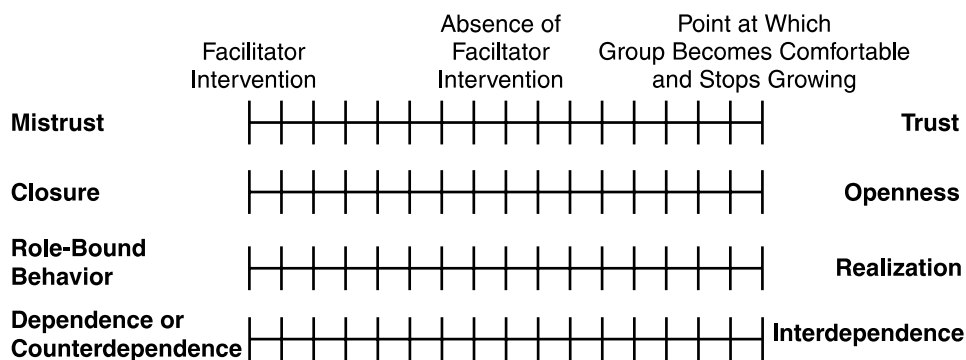 Facilitator
Intervention
Absence of
Facilitator
Intervention
Point at Which
Group Becomes Comfortable
and Stops Growing
Mistrust
Trust
Closure
Openness
Role-Bound
Behavior
Realization
Dependence or
Counterdependence
Interdependence